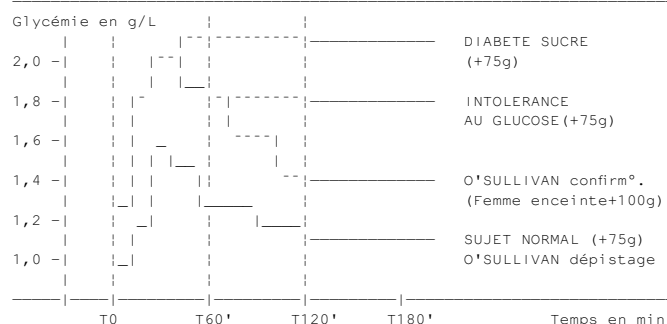 Glycémie en g/L
DIABETE SUCRE
2,0 (+75g)
1,8 INTOLERANCE
AU GLUCOSE(+75g)
1,6
1,4 O'SULLIVAN confirm°.
(Femme enceinte+100g)
1,2
SUJET NORMAL (+75g)
1,0 O'SULLIVAN dépistage
T0 T60' T120' T180' Temps en min